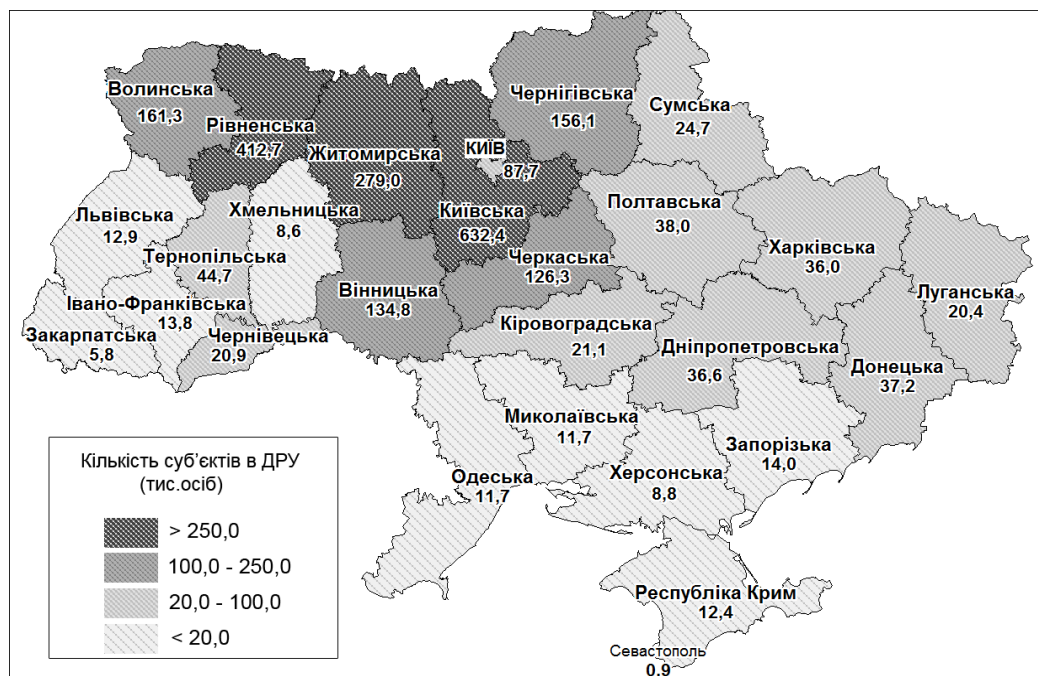 Волинська
161,3
Рівненська
412,7
Житомирська
279,0
КИЇВ
87,7
Київська
632,4
Чернігівська
156,1
Сумська
24,7
Львівська
12,9
Тернопільська
44,7
Хмельницька
8,6
Вінницька
134,8
Черкаська
126,3
Полтавська
38,0
Харківська
36,0
Луганська
20,4
Івано-Франківська
13,8
Закарпатська
5,8
Чернівецька
20,9
Кіровоградська
21,1
Дніпропетровська
36,6
Донецька
37,2
Миколаївська
11,7
Запорізька
14,0
Одеська
11,7
Херсонська
8,8
Республіка Крим
12,4
Севастополь
0,9
Кількість суб’єктів в ДРУ
(тис.осіб)
> 250,0
100,0 - 250,0
20,0 - 100,0
< 20,0